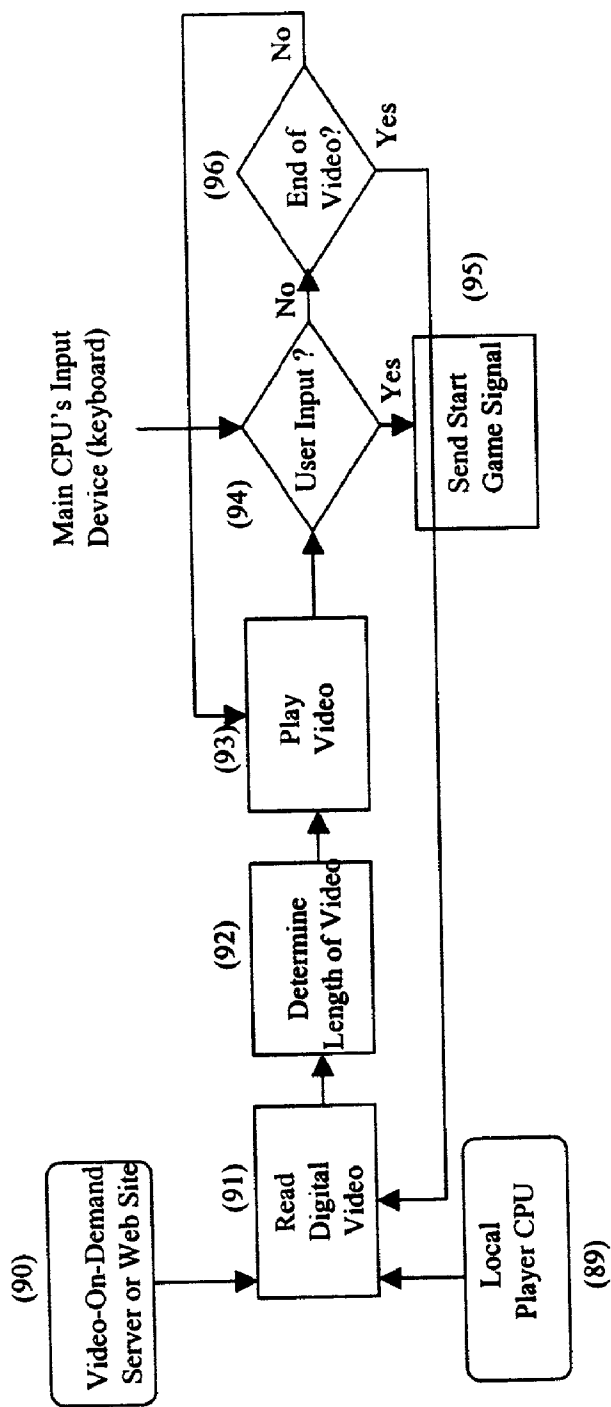 (90)
Video-On-Demand
Server or Web Site
(91)
Read
Digital
Video
Local
Player CPU
(89)
(92)
Determine
Length of Video
(93)
Play
Video
Main CPU's Input
Device (keyboard)
(94)
User Input ?
No
Yes
Send Start
Game Signal
(95)
(96)
End of
Video?
No
Yes